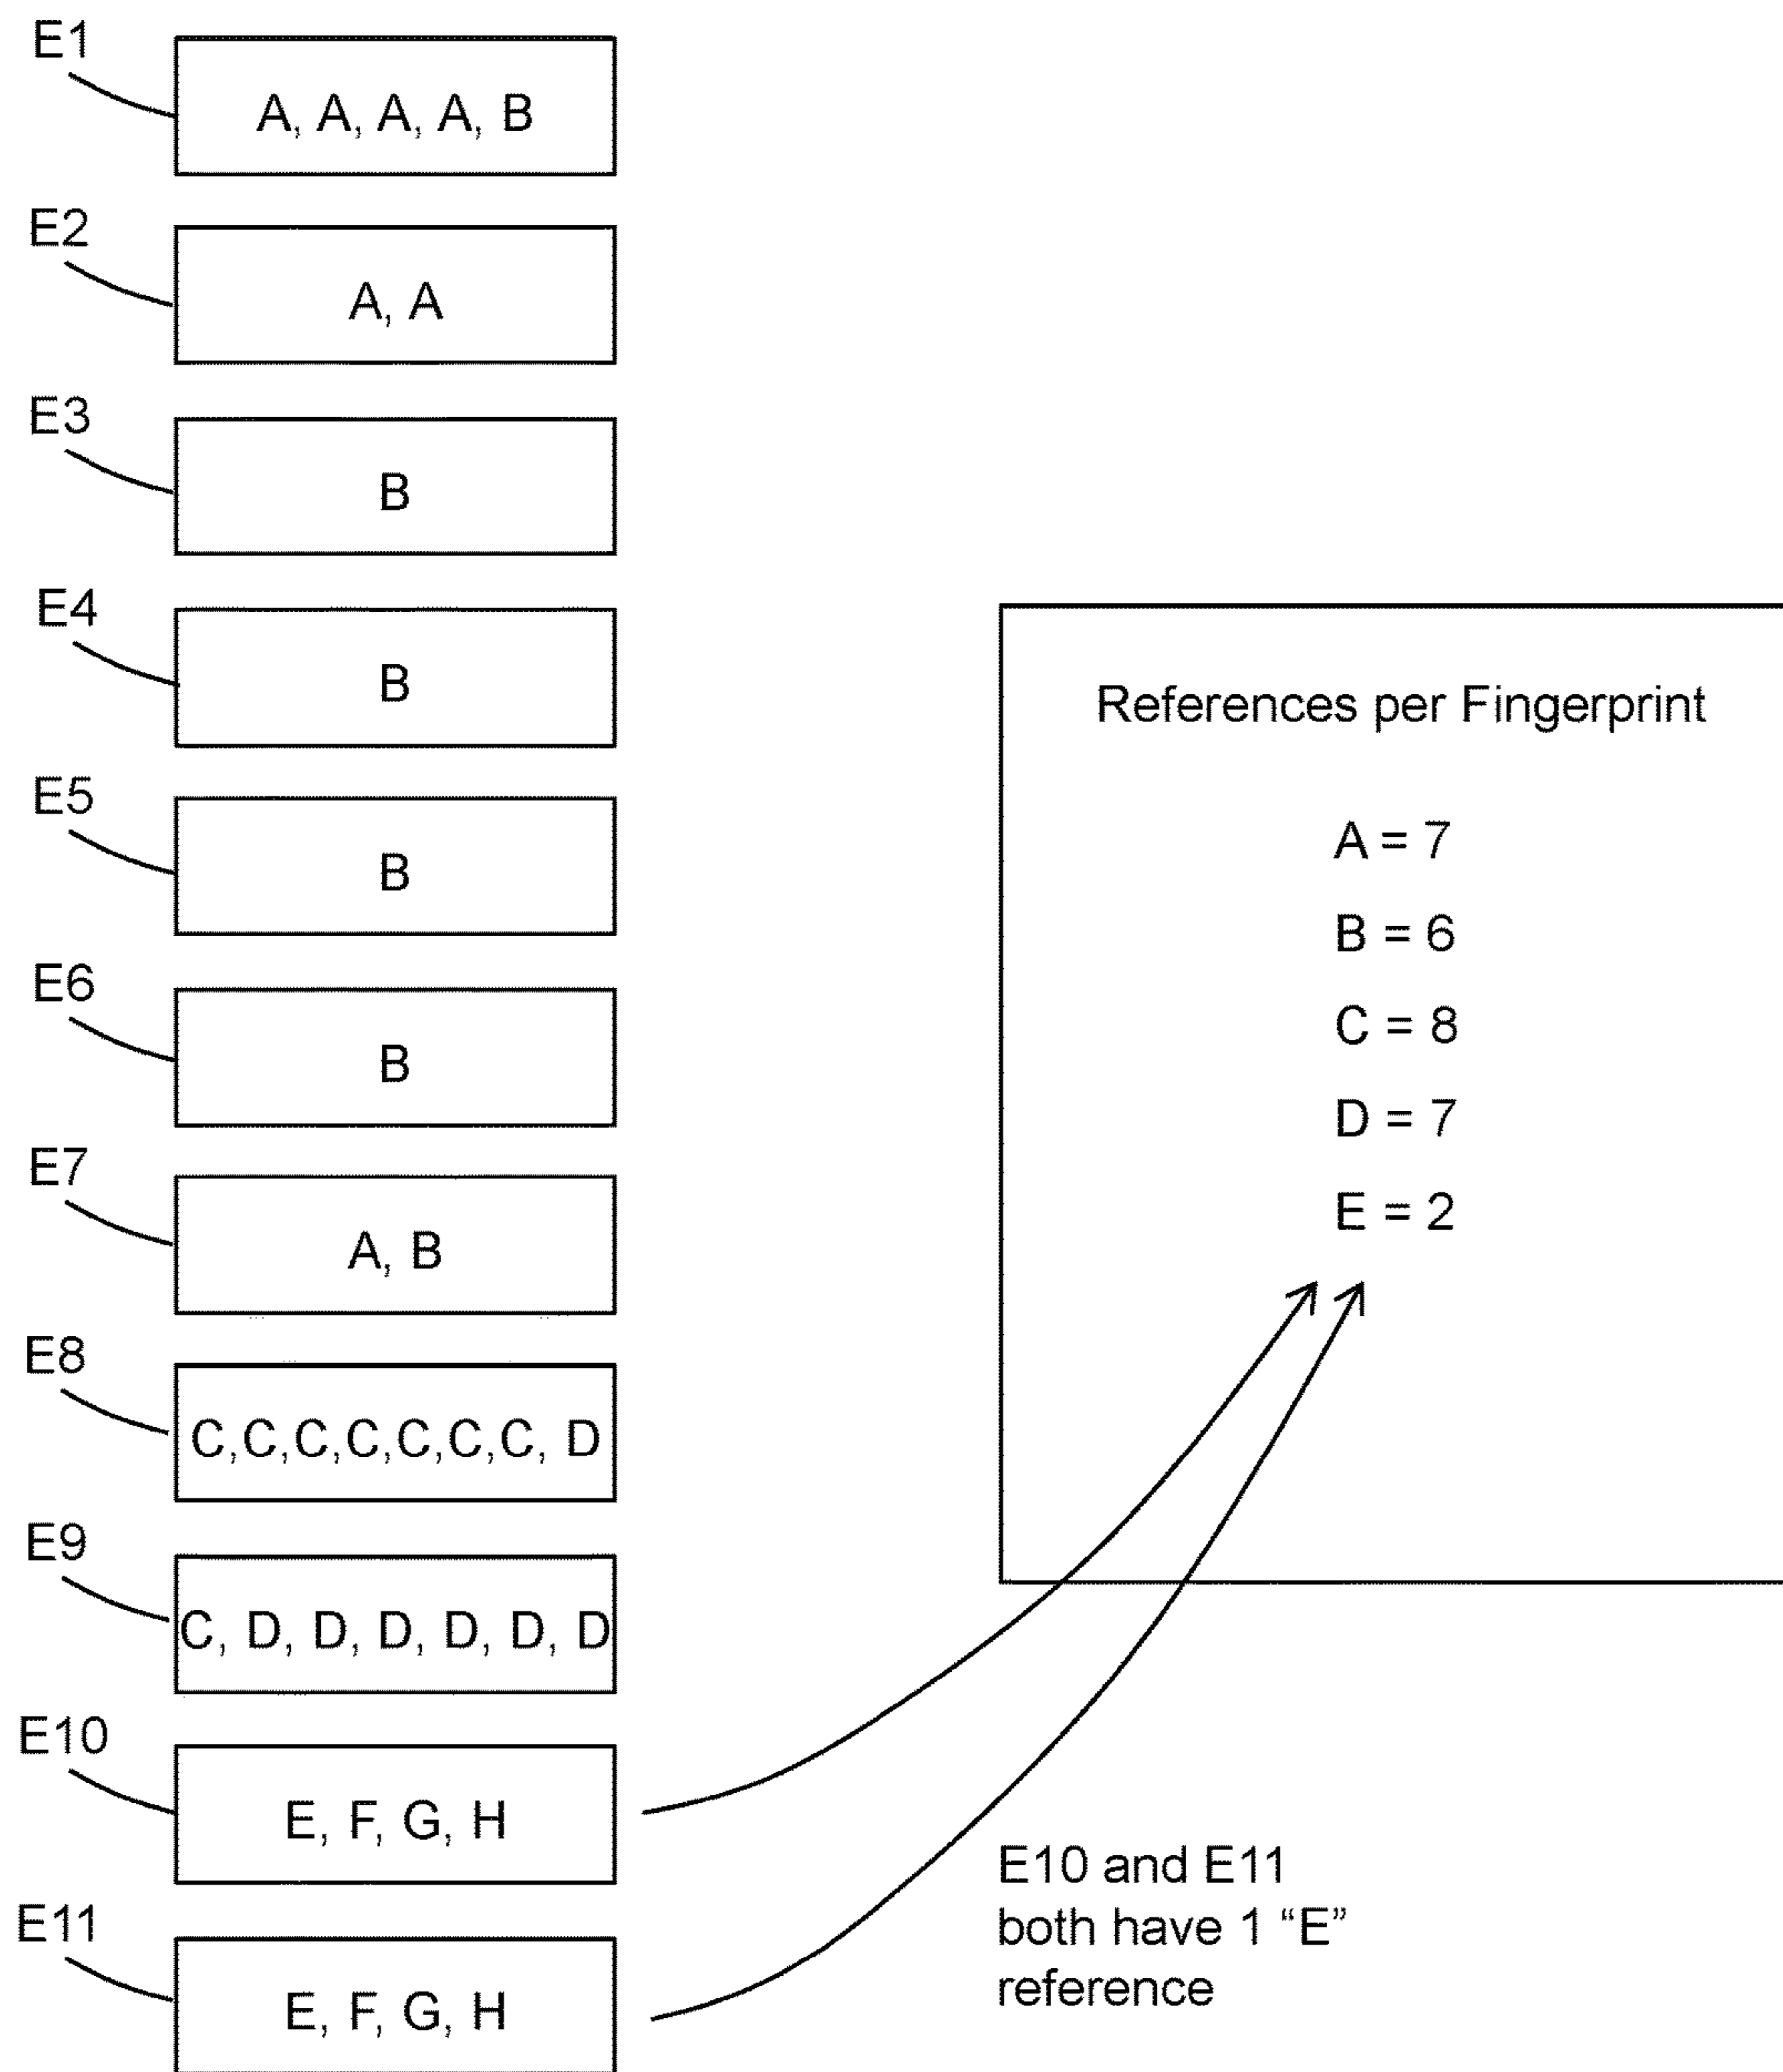 E1
A, A, A, A, B
E2
A, A
E3
B
E4
B
E5
B
E6
B
E7
A, B
E8
C,C,C,C,C,C,C, D
E9
C, D, D, D, D, D, D
E10
E, F, G, H
E11
E, F, G, H
References per Fingerprint
A = 7
B = 6
C = 8
D = 7
E = 2
E10 and E11
both have 1 “E”
reference